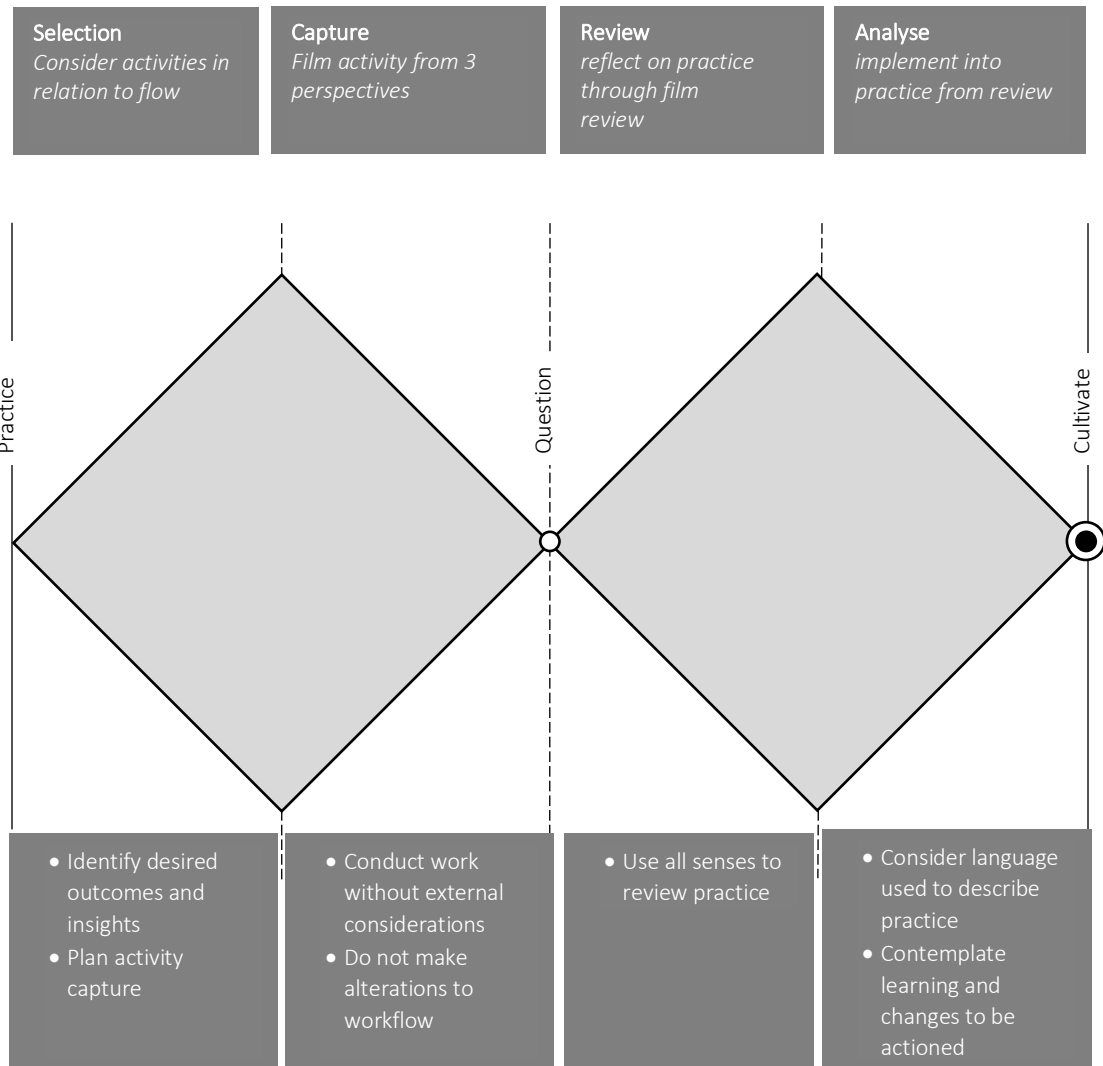 Selection
Consider activities in
relation to flow
Capture
Film activity from 3
perspectives
Review
reflect on practice
through film
review
Analyse
implement into
practice from review
Practice
Question
Cultivate
• Identify desired
outcomes and
insights
• Plan activity
capture
• Conduct work
without external
considerations
• Do not make
alterations to
workflow
• Use all senses to
review practice
• Consider language
used to describe
practice
• Contemplate
learning and
changes to be
actioned